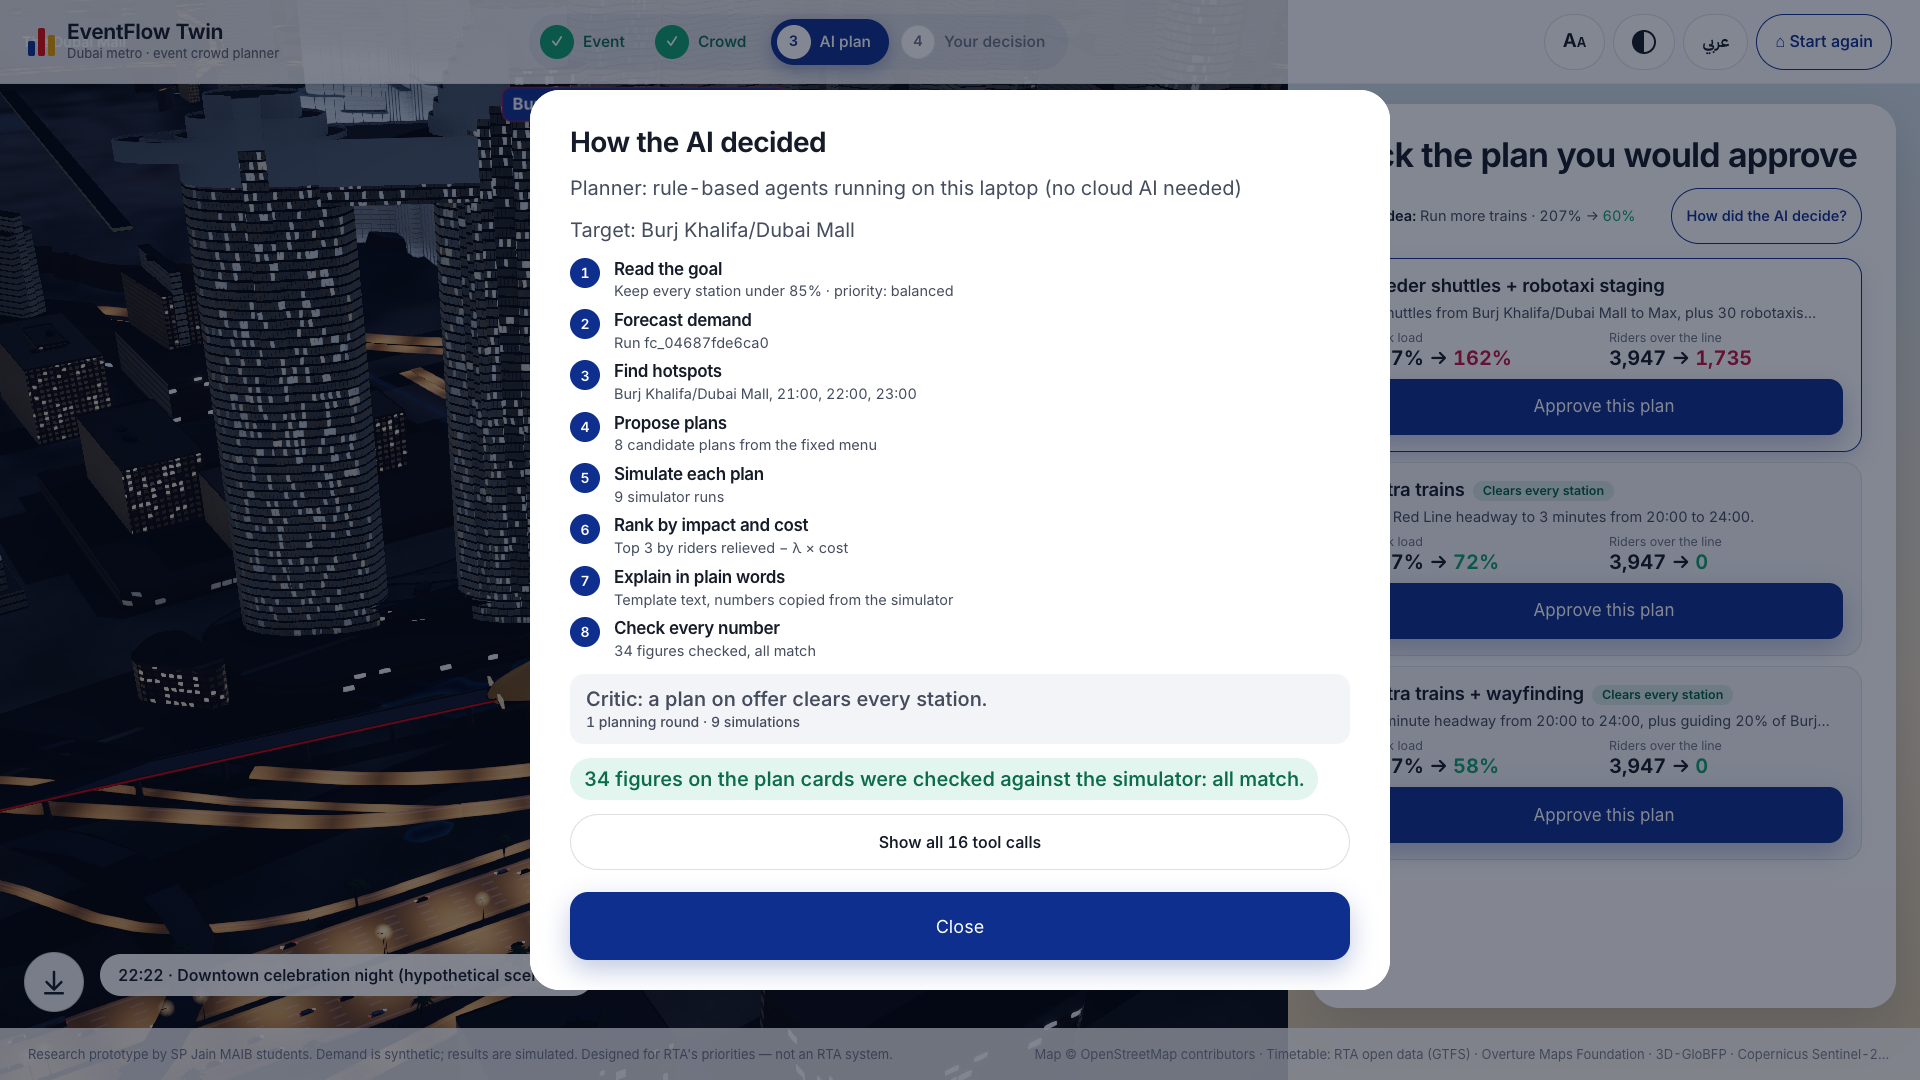 EventFlow Twin
Dubai metro · event crowd planner
Event
Crowd
3 AI plan
4 Your decision
AA
عربي
⌂ Start again
Bu
How the AI decided
Planner: rule-based agents running on this laptop (no cloud AI needed)
Target: Burj Khalifa/Dubai Mall
1 Read the goal
Keep every station under 85% · priority: balanced
2 Forecast demand
Run fc_04687fde6ca0
3 Find hotspots
Burj Khalifa/Dubai Mall, 21:00, 22:00, 23:00
4 Propose plans
8 candidate plans from the fixed menu
5 Simulate each plan
9 simulator runs
6 Rank by impact and cost
Top 3 by riders relieved − λ × cost
7 Explain in plain words
Template text, numbers copied from the simulator
8 Check every number
34 figures checked, all match
Critic: a plan on offer clears every station.
1 planning round · 9 simulations
34 figures on the plan cards were checked against the simulator: all match.
Show all 16 tool calls
Close
ck the plan you would approve
dea: Run more trains · 207% → 60%
How did the AI decide?
eder shuttles + robotaxi staging
huttles from Burj Khalifa/Dubai Mall to Max, plus 30 robotaxis...
k load
Riders over the line
7% → 162%
3,947 → 1,735
Approve this plan
tra trains
Clears every station
Red Line headway to 3 minutes from 20:00 to 24:00.
k load
Riders over the line
7% → 72%
3,947 → 0
Approve this plan
tra trains + wayfinding
Clears every station
minute headway from 20:00 to 24:00, plus guiding 20% of Burj...
k load
Riders over the line
7% → 58%
3,947 → 0
Approve this plan
22:22 · Downtown celebration night (hypothetical scen
Research prototype by SP Jain MAIB students. Demand is synthetic; results are simulated. Designed for RTA's priorities — not an RTA system.
Map © OpenStreetMap contributors · Timetable: RTA open data (GTFS) · Overture Maps Foundation · 3D-GloBFP · Copernicus Sentinel-2...